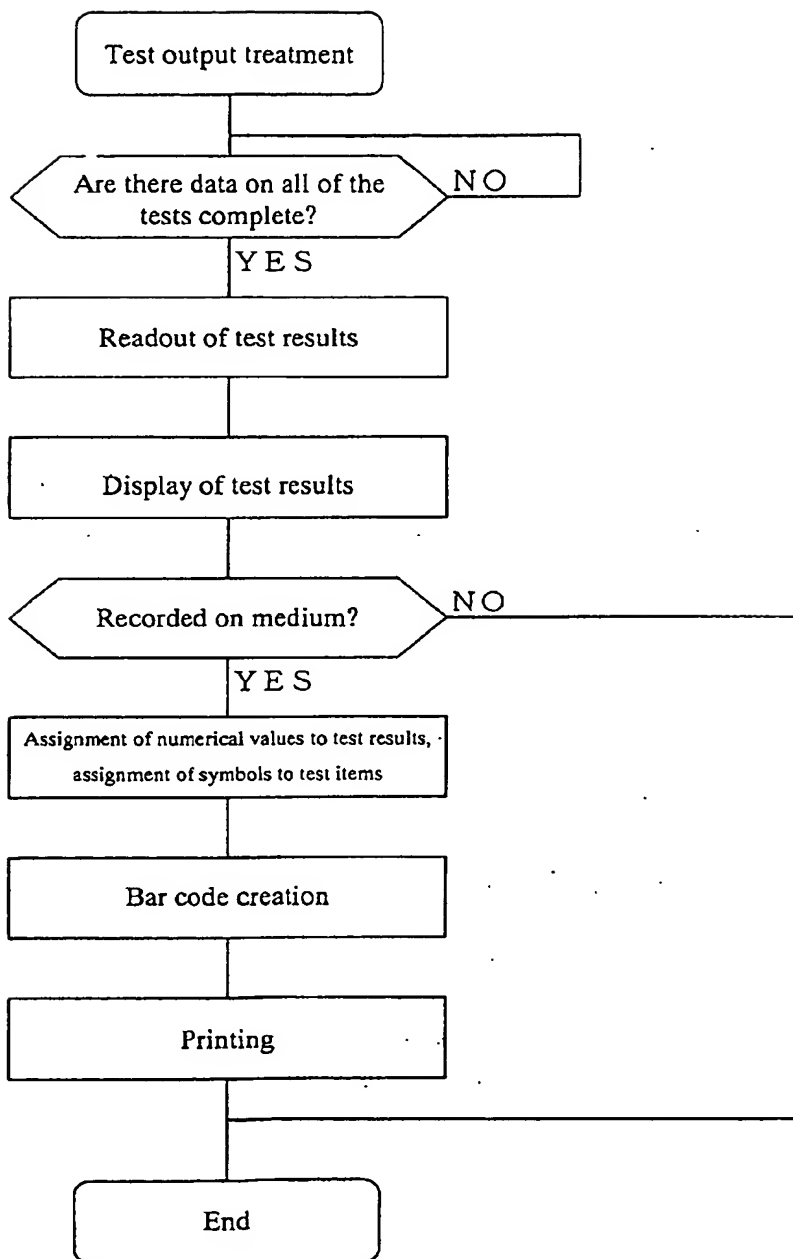 Test output treatment
Are there data on all of the
tests complete?
NO
YES
Readout of test results
Display of test results
Recorded on medium?
NO
YES
Assignment of numerical values to test results,
assignment of symbols to test items
Bar code creation
Printing
End